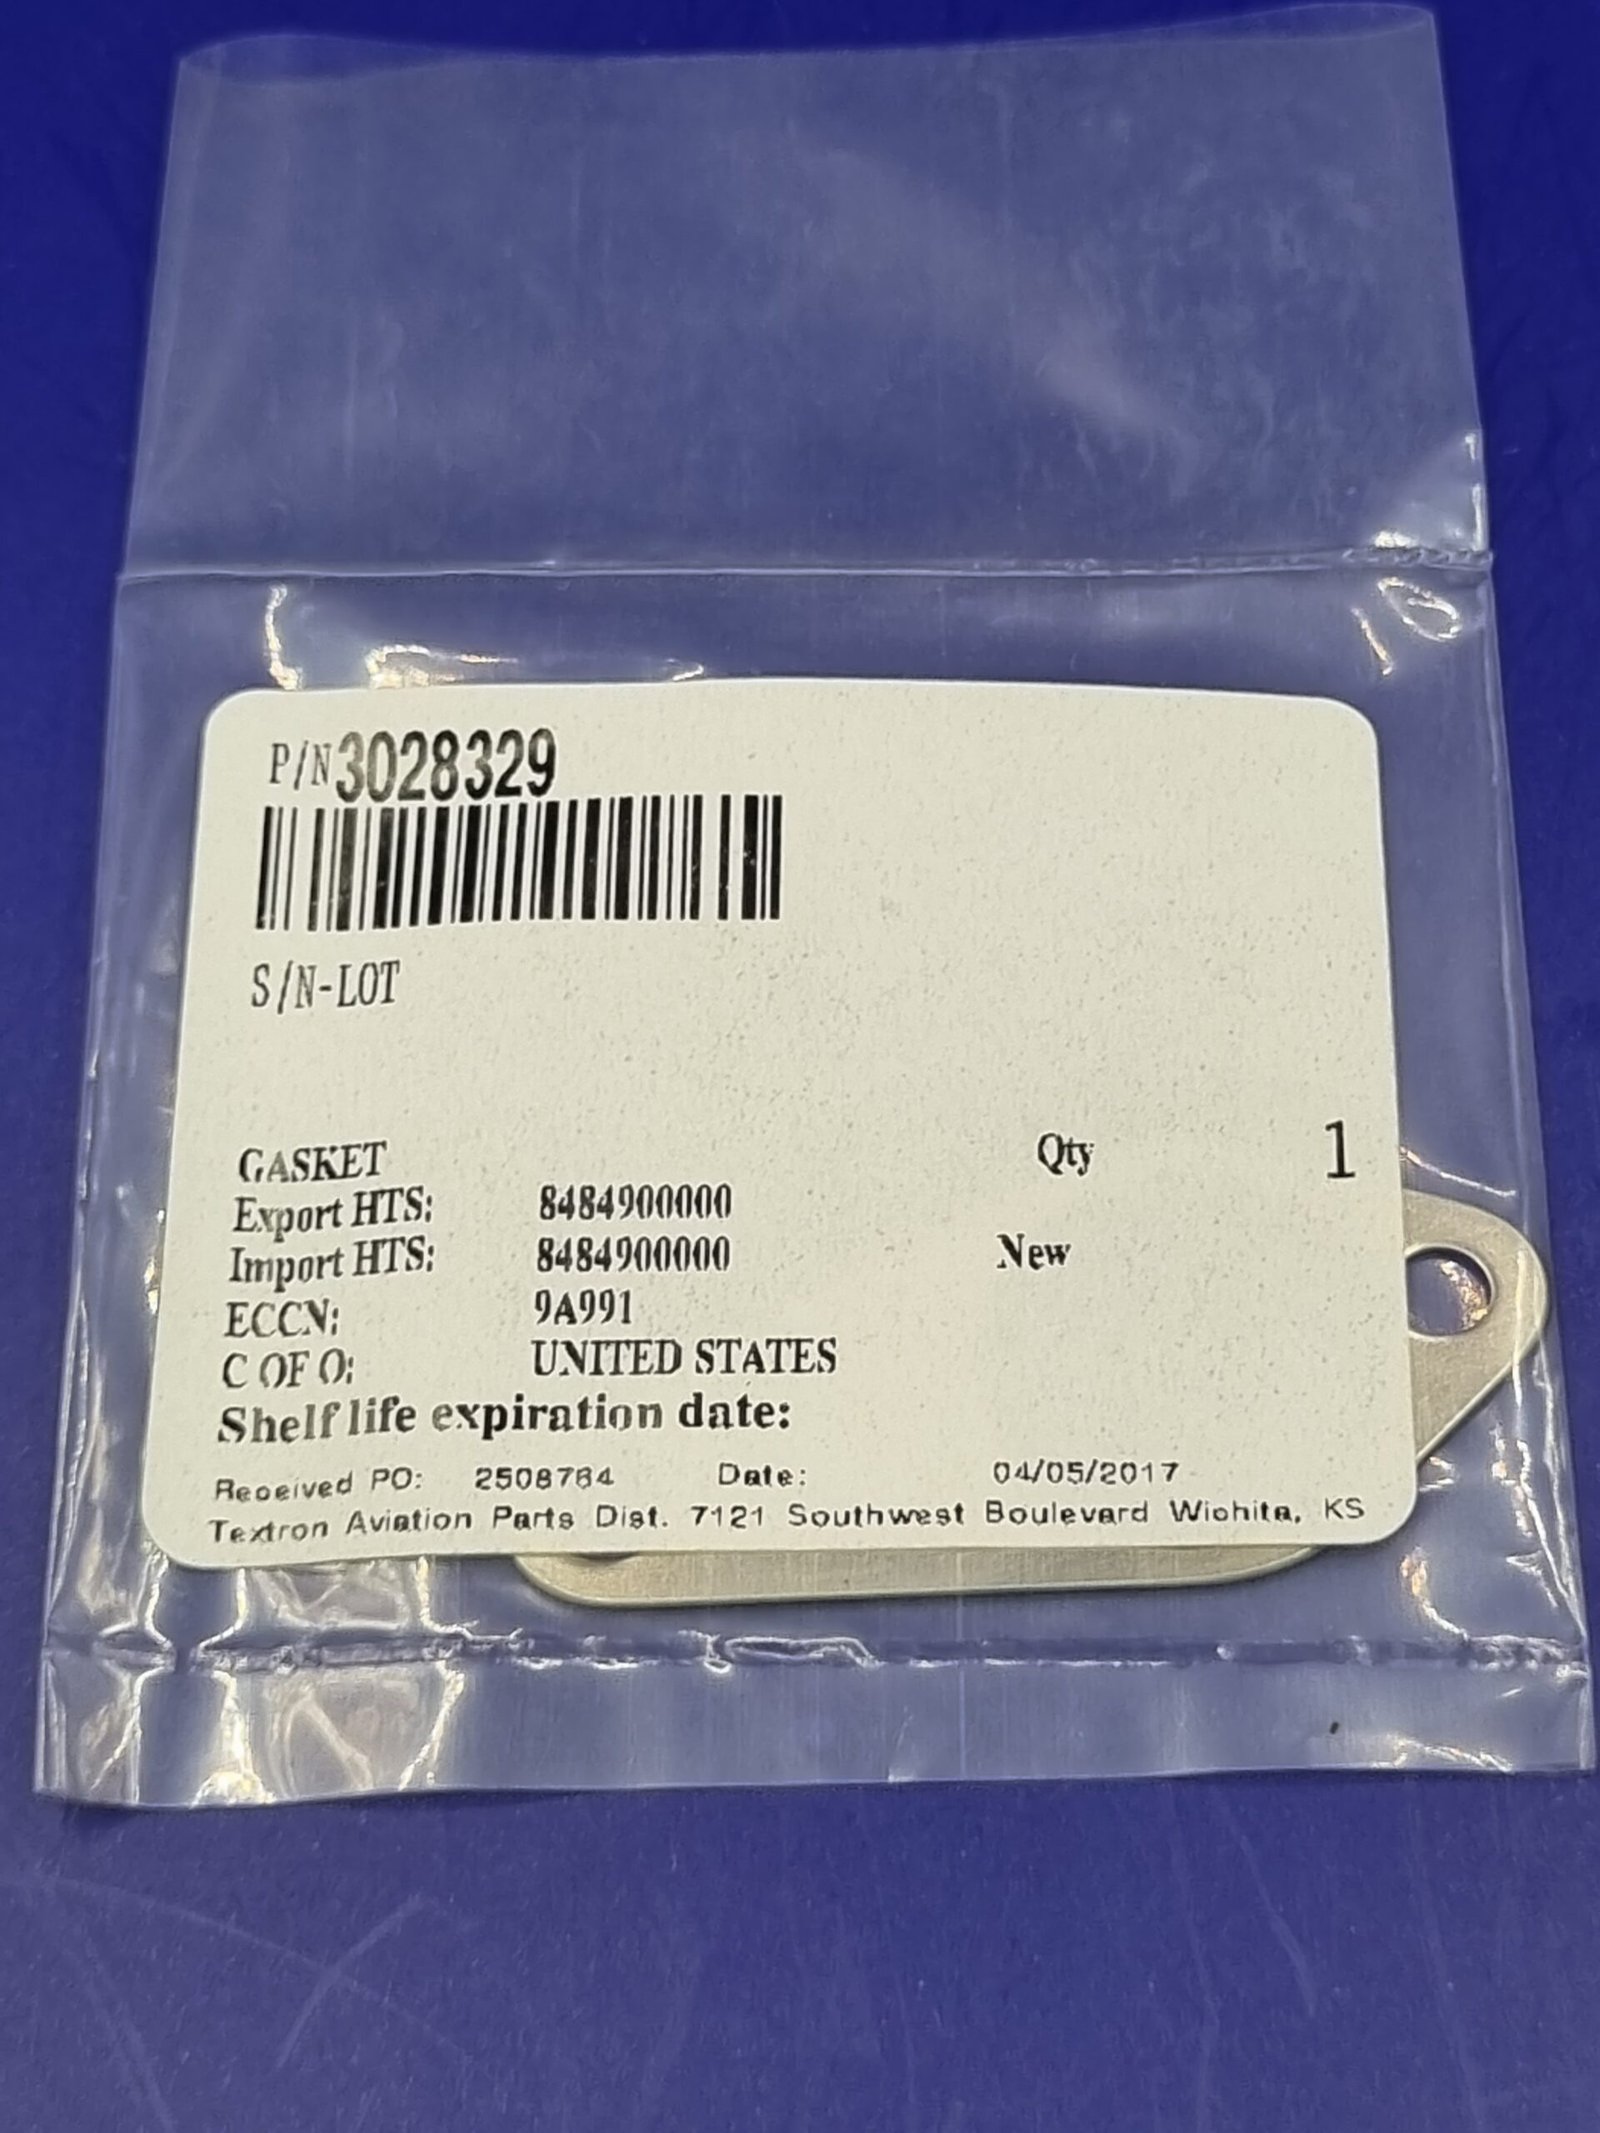 P/N 3028329
S/N-LOT
GASKET Qty 1
Export HTS: 8484900000
Import HTS: 8484900000 New
ECCN: 9A991
C OF O: UNITED STATES
Shelf life expiration date:
Received PO: 2508784 Date: 04/05/2017
Textron Aviation Parts Dist. 7121 Southwest Boulevard Wichita, KS